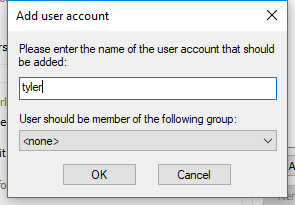 Add user account
Please enter the name of the user account that should
be added:
tyler
User should be member of the following group:
<none>
OK
Cancel